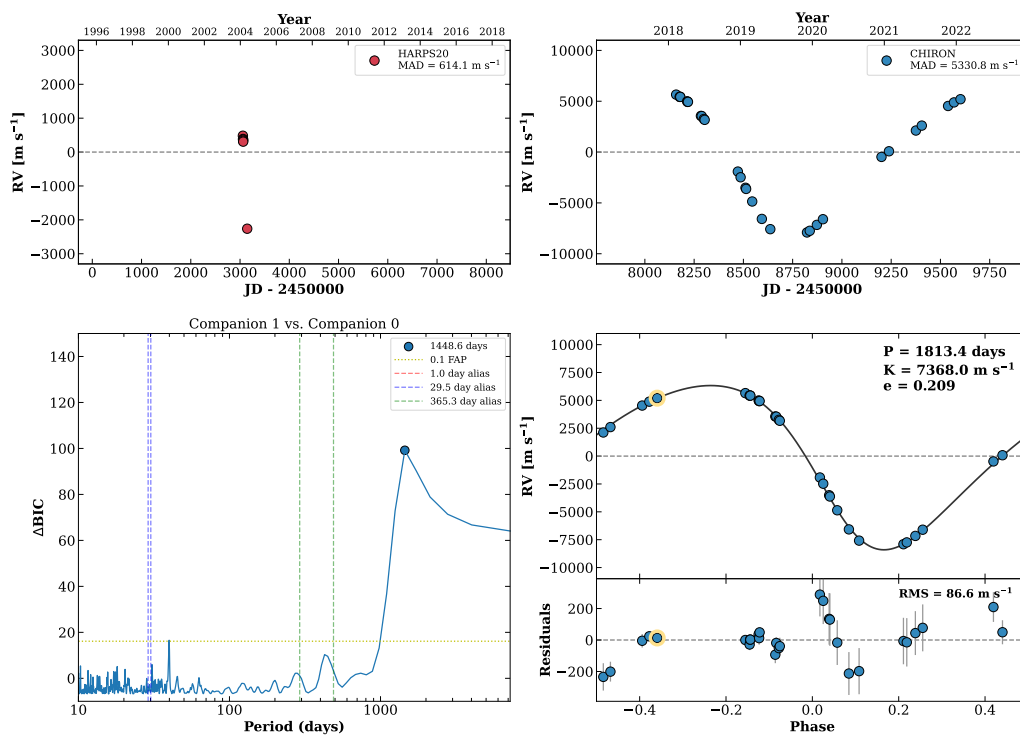 Year
1996 1998 2000 2002 2004 2006 2008 2010 2012 2014 2016 2018
3000
2000
1000
0
−1000
−2000
−3000
RV [m s⁻¹]
HARPS20
MAD = 614.1 m s⁻¹
0 1000 2000 3000 4000 5000 6000 7000 8000
JD - 2450000
Year
2018 2019 2020 2021 2022
10000
5000
0
−5000
−10000
RV [m s⁻¹]
CHIRON
MAD = 5330.8 m s⁻¹
8000 8250 8500 8750 9000 9250 9500 9750
JD - 2450000
Companion 1 vs. Companion 0
140
120
100
80
60
40
20
0
ΔBIC
1448.6 days
0.1 FAP
1.0 day alias
29.5 day alias
365.3 day alias
10 100 1000
Period (days)
10000
7500
5000
2500
0
−2500
−5000
−7500
−10000
RV [m s⁻¹]
P = 1813.4 days
K = 7368.0 m s⁻¹
e = 0.209
200
0
−200
Residuals
RMS = 86.6 m s⁻¹
−0.4 −0.2 0.0 0.2 0.4
Phase